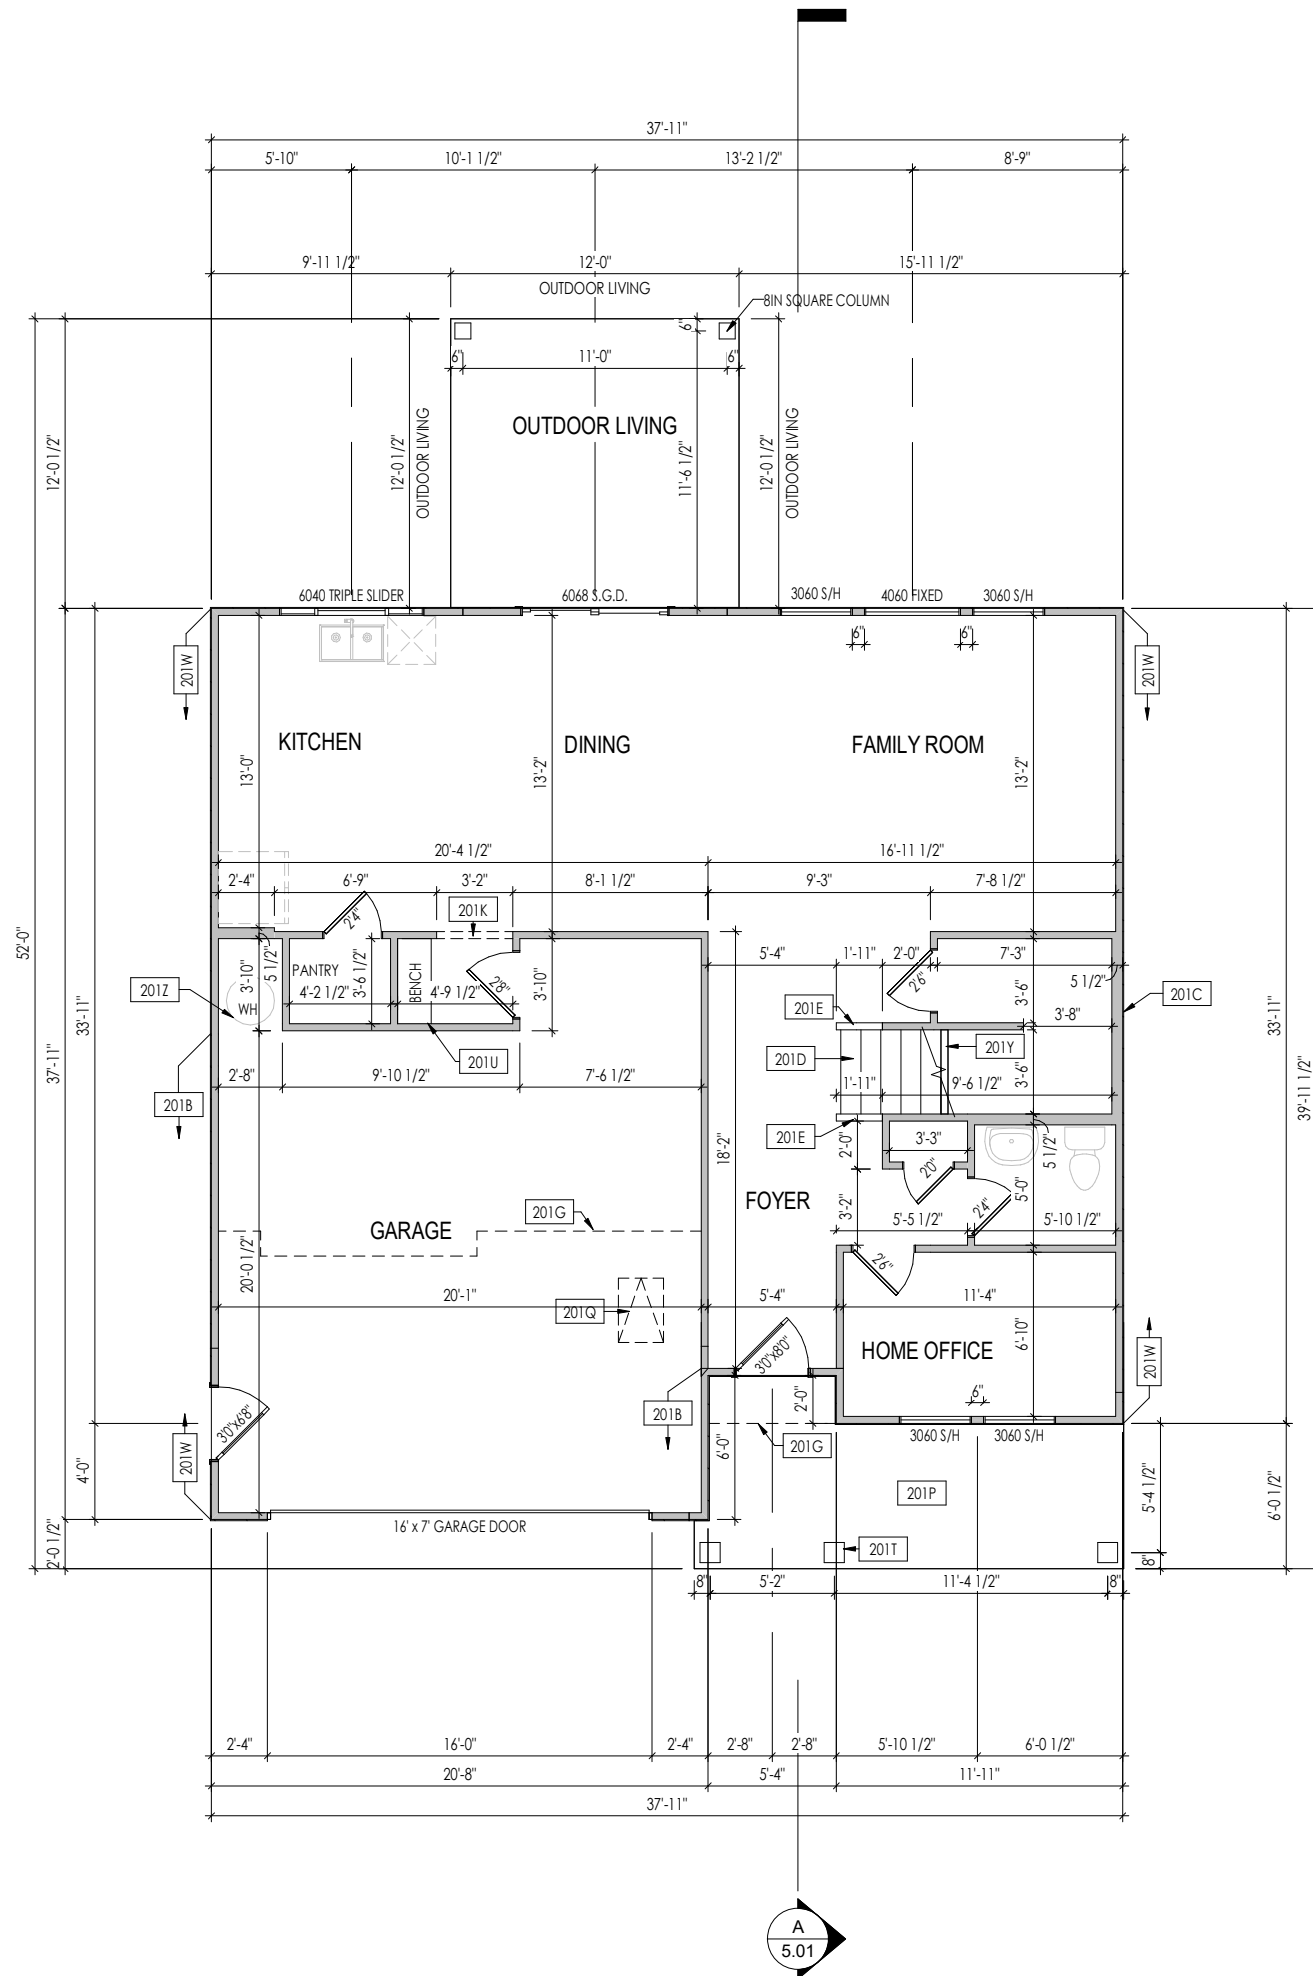 37'-11"
5'-10"
10'-1 1/2"
13'-2 1/2"
8'-9"
9'-11 1/2"
12'-0"
15'-11 1/2"
OUTDOOR LIVING
8IN SQUARE COLUMN
6"
6"
11'-0"
6"
OUTDOOR LIVING
12'-0 1/2"
12'-0 1/2"
OUTDOOR LIVING
11'-6 1/2"
12'-0 1/2"
OUTDOOR LIVING
6040 TRIPLE SLIDER
6068 S.G.D.
3060 S/H
4060 FIXED
3060 S/H
6"
6"
201W
201W
KITCHEN
DINING
FAMILY ROOM
13'-0"
13'-2"
13'-2"
20'-4 1/2"
16'-11 1/2"
2'-4"
6'-9"
3'-2"
8'-1 1/2"
9'-3"
7'-8 1/2"
2'4"
201K
52'-0"
5'-4"
1'-11"
2'-0"
7'-3"
3'-10"
5 1/2"
PANTRY
3'-6 1/2"
4'-2 1/2"
BENCH
4'-9 1/2"
2'8"
3'-10"
2'6"
3'-6"
5 1/2"
201Z
WH
201E
3'-8"
201C
33'-11"
33'-11"
37'-11"
39'-11 1/2"
201U
201D
201Y
2'-8"
9'-10 1/2"
7'-6 1/2"
1'-11"
9'-6 1/2"
3'-6"
201B
18'-2"
201E
2'-0"
3'-3"
5 1/2"
2'0"
5'-0"
FOYER
3'-2"
2'4"
5'-5 1/2"
5'-10 1/2"
GARAGE
201G
20'-0 1/2"
2'6"
20'-1"
5'-4"
11'-4"
201Q
3'0"x8'0"
HOME OFFICE
6'-10"
201W
3'0"x6'8"
201W
201B
2'-0"
6"
6'-0"
201G
3060 S/H
3060 S/H
4'-0"
2'-0 1/2"
16' x 7' GARAGE DOOR
201P
201T
5'-4 1/2"
6'-0 1/2"
8"
8"
5'-2"
11'-4 1/2"
8"
2'-4"
16'-0"
2'-4"
2'-8"
2'-8"
5'-10 1/2"
6'-0 1/2"
20'-8"
5'-4"
11'-11"
37'-11"
A
5.01